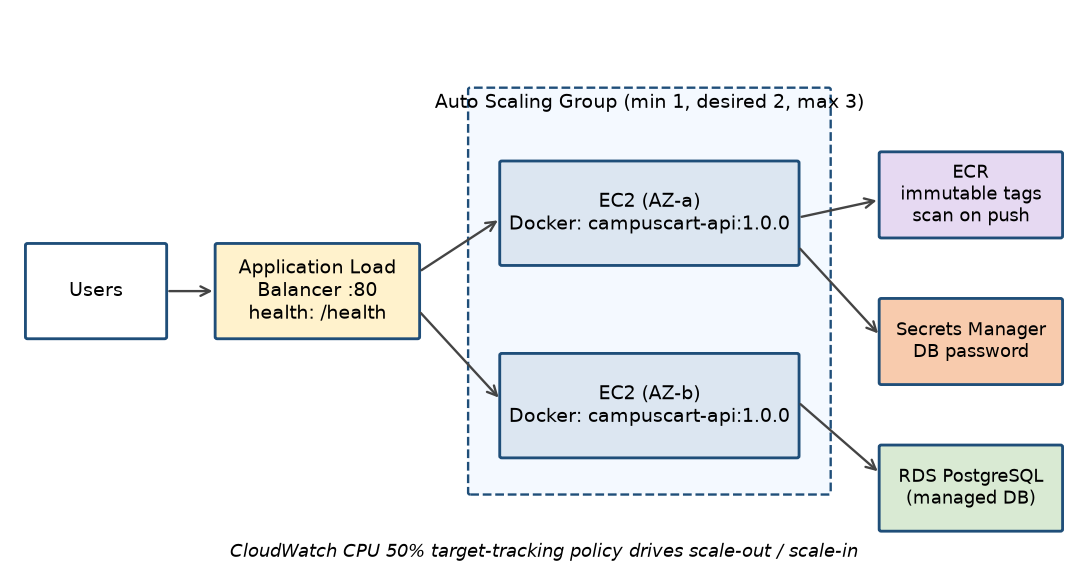 Auto Scaling Group (min 1, desired 2, max 3)
Users
Application Load
Balancer :80
health: /health
EC2 (AZ-a)
Docker: campuscart-api:1.0.0
EC2 (AZ-b)
Docker: campuscart-api:1.0.0
ECR
immutable tags
scan on push
Secrets Manager
DB password
RDS PostgreSQL
(managed DB)
CloudWatch CPU 50% target-tracking policy drives scale-out / scale-in